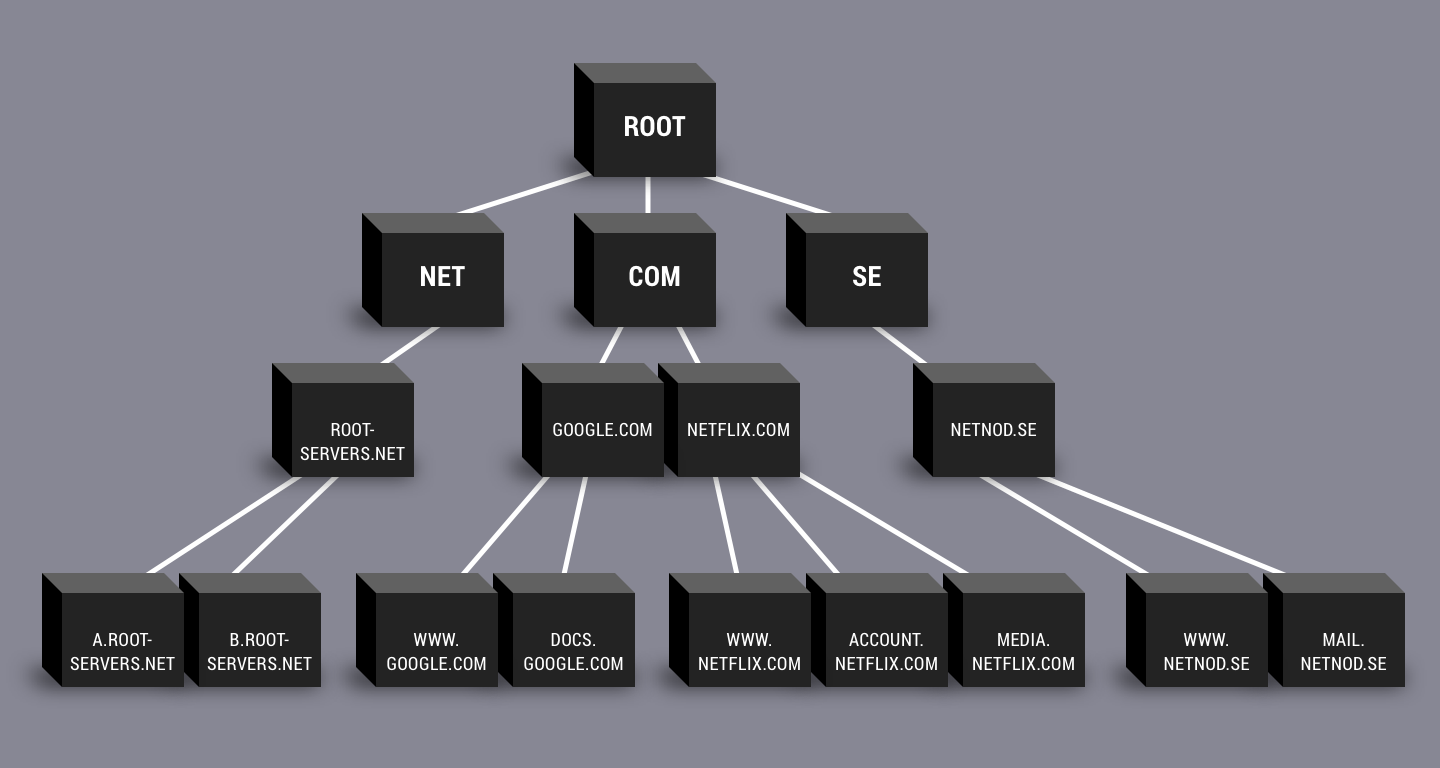 ROOT
NET
COM
SE
ROOT-
SERVERS.NET
GOOGLE.COM
NETFLIX.COM
NETNOD.SE
A.ROOT-
SERVERS.NET
B.ROOT-
SERVERS.NET
WWW.
GOOGLE.COM
DOCS.
GOOGLE.COM
WWW.
NETFLIX.COM
ACCOUNT.
NETFLIX.COM
MEDIA.
NETFLIX.COM
WWW.
NETNOD.SE
MAIL.
NETNOD.SE